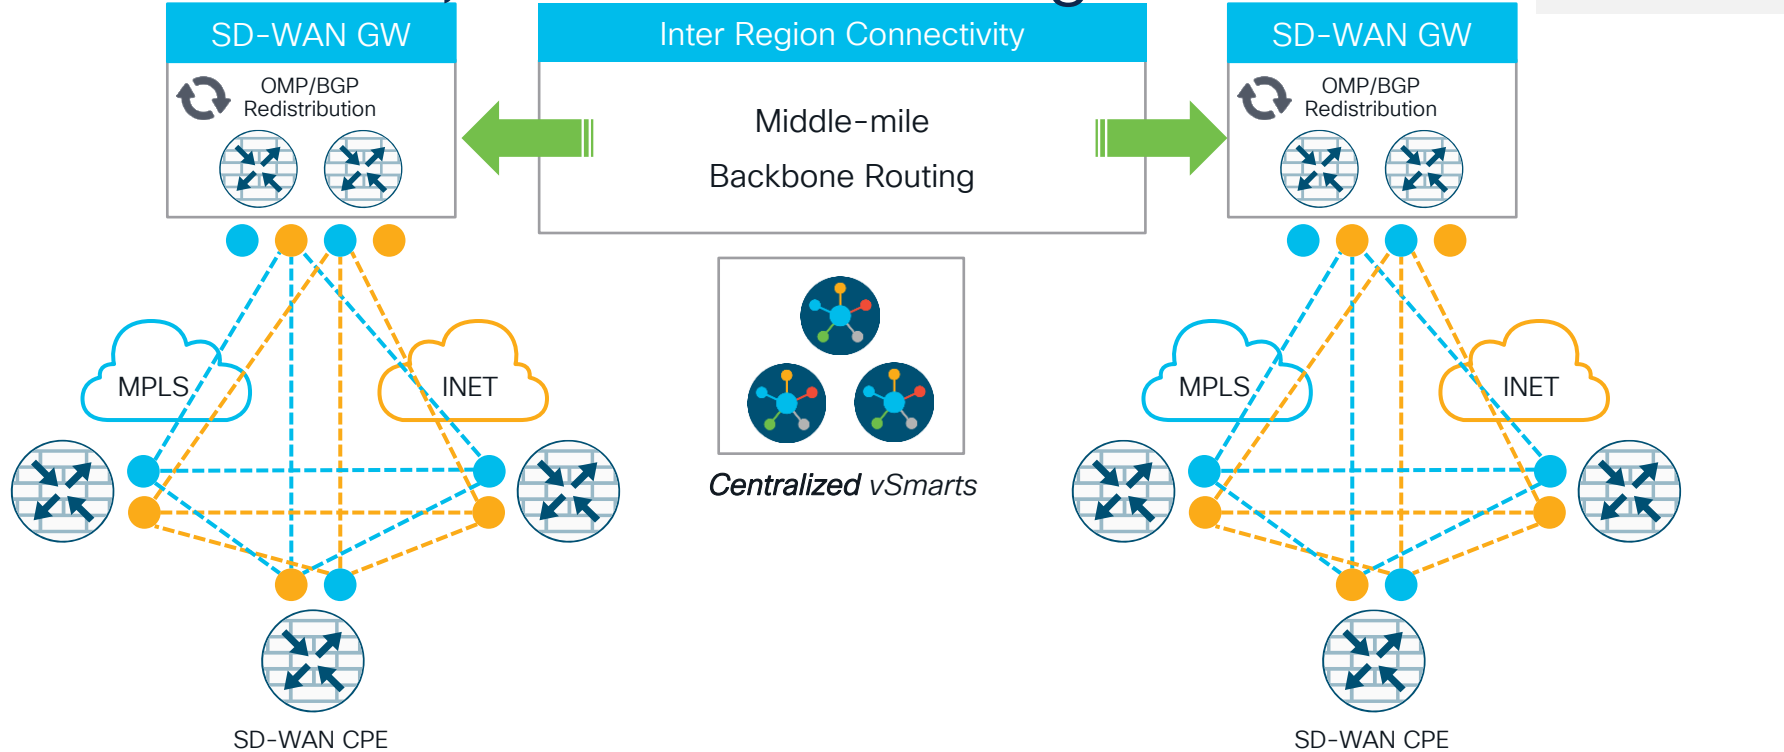 SD-WAN GW
Inter Region Connectivity
SD-WAN GW
OMP/BGP
Redistribution
Middle-mile
Backbone Routing
OMP/BGP
Redistribution
MPLS
INET
MPLS
INET
Centralized vSmarts
SD-WAN CPE
SD-WAN CPE